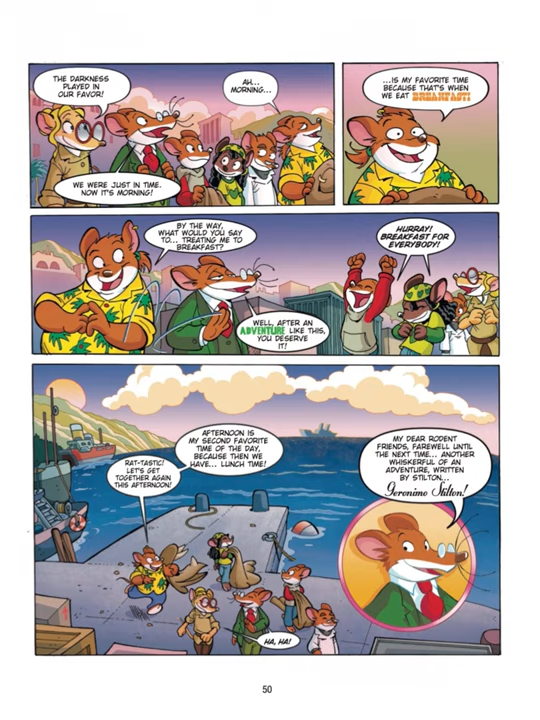 THE DARKNESS
PLAYED IN
OUR FAVOR!
AH...
MORNING...
WE WERE JUST IN TIME.
NOW IT'S MORNING!
...IS MY FAVORITE TIME
BECAUSE THAT'S WHEN
WE EAT BREAKFAST!
BY THE WAY,
WHAT WOULD YOU SAY
TO... TREATING ME TO
BREAKFAST?
WELL, AFTER AN
ADVENTURE LIKE THIS,
YOU DESERVE
IT!
HURRAY!
BREAKFAST FOR
EVERYBODY!
AFTERNOON IS
MY SECOND FAVORITE
TIME OF THE DAY,
BECAUSE THEN WE
HAVE... LUNCH TIME!
RAT-TASTIC!
LET'S GET
TOGETHER AGAIN
THIS AFTERNOON!
HA, HA!
MY DEAR RODENT
FRIENDS, FAREWELL UNTIL
THE NEXT TIME... ANOTHER
WHISKERFUL OF AN
ADVENTURE, WRITTEN
BY STILTON...
Geronimo Stilton!
50